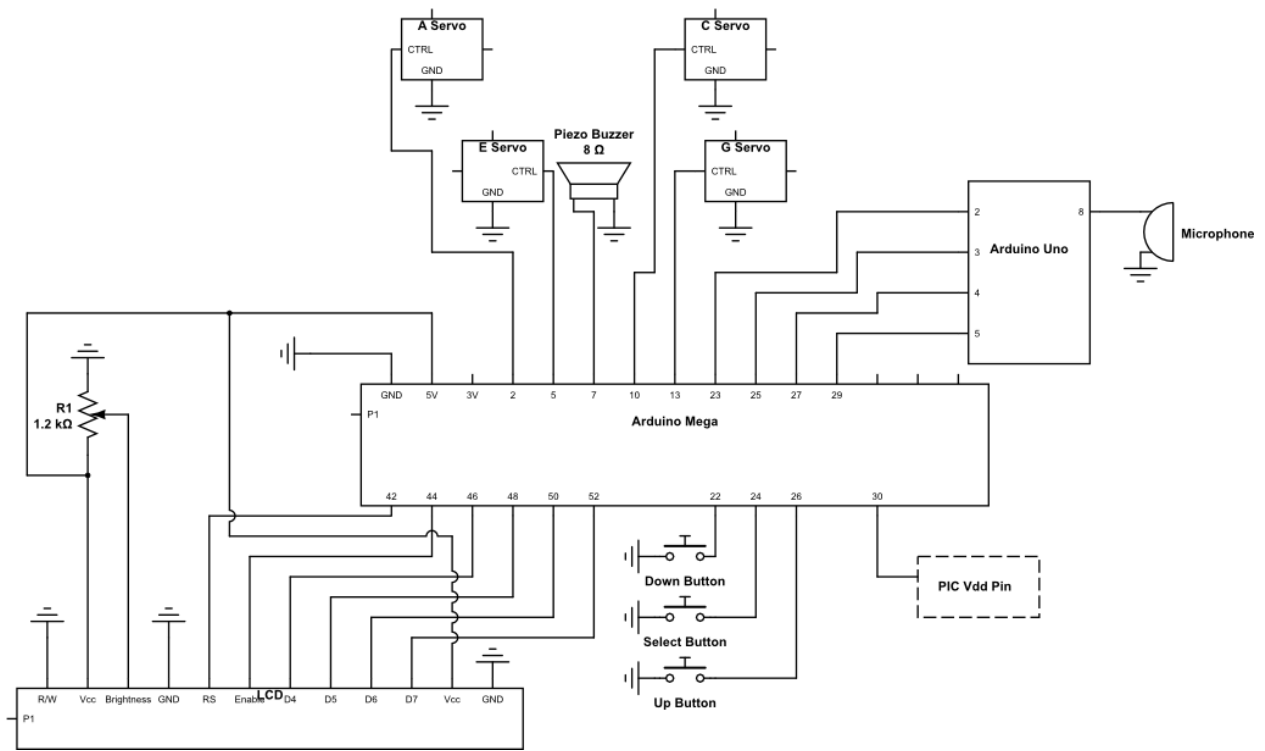 A Servo
CTRL
GND
C Servo
CTRL
GND
E Servo
CTRL
GND
Piezo Buzzer
8 Ω
G Servo
CTRL
GND
2
3
4
5
8
Arduino Uno
Microphone
R1
1.2 kΩ
GND 5V 3V 2 5 7 10 13 23 25 27 29
P1
Arduino Mega
42 44 46 48 50 52 22 24 26 30
Down Button
Select Button
Up Button
PIC Vdd Pin
R/W Vcc Brightness GND RS Enable LCD D4 D5 D6 D7 Vcc GND
P1